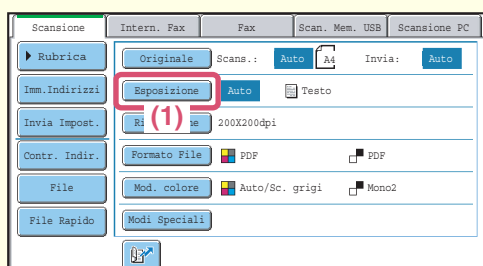 Scansione Intern. Fax Fax Scan. Mem. USB Scansione PC
Rubrica Originale Scans.: Auto A4 Invia: Auto
Imm.Indirizzi Esposizione Auto Testo
Invia Impost. (1) 200X200dpi
Contr. Indir. Formato File PDF PDF
File Mod. colore Auto/Sc. grigi Mono2
File Rapido Modi Speciali